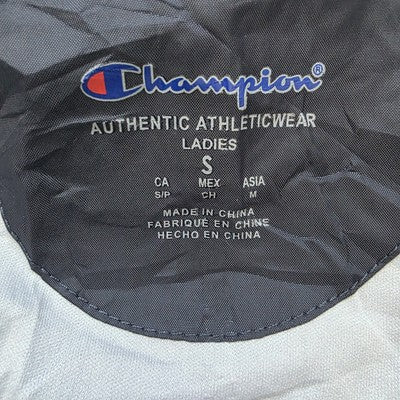 Champion®
AUTHENTIC ATHLETICWEAR
LADIES
S
CA MEX ASIA
S/P CH M
MADE IN CHINA
FABRIQUÉ EN CHINE
HECHO EN CHINA